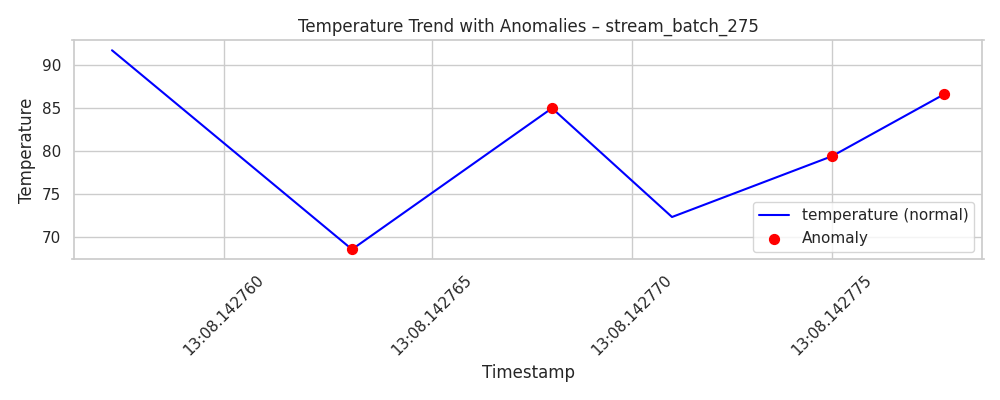 Temperature Trend with Anomalies – stream_batch_275
Temperature
90
85
80
75
70
temperature (normal)
Anomaly
13:08.142760
13:08.142765
13:08.142770
13:08.142775
Timestamp